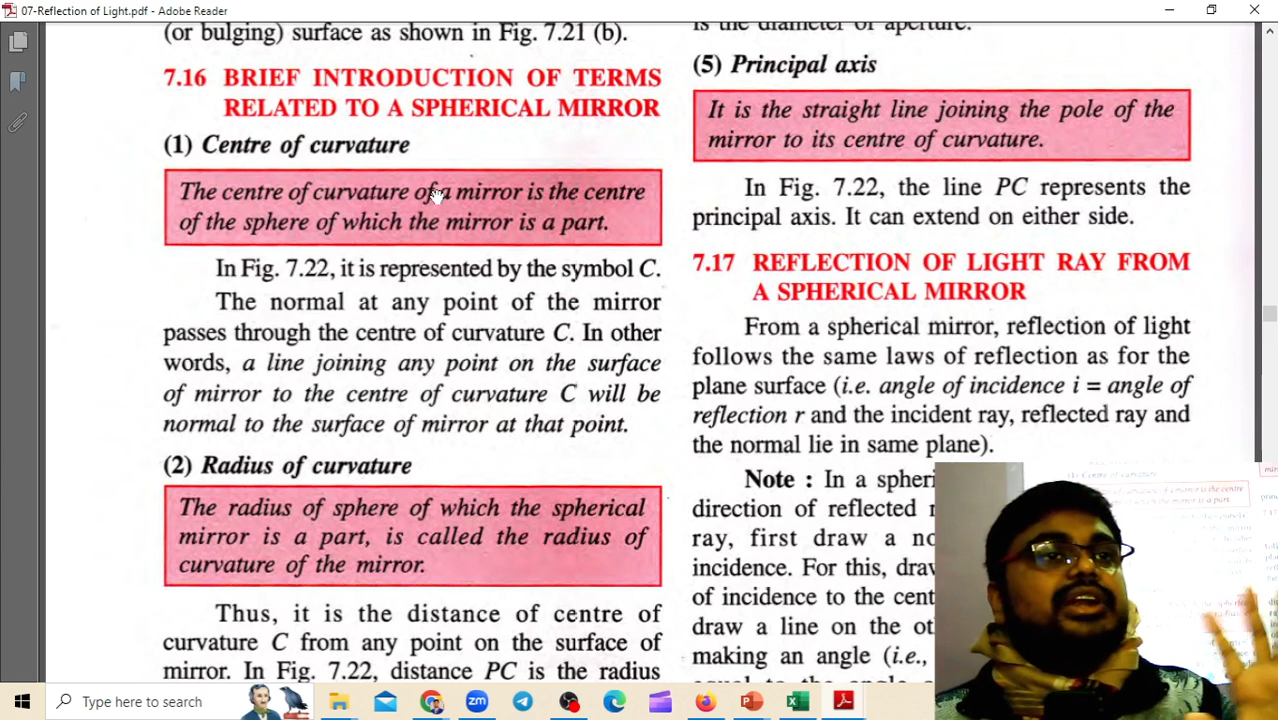 07-Reflection of Light.pdf - Adobe Reader
(or bulging) surface as shown in Fig. 7.21 (b).
7.16 BRIEF INTRODUCTION OF TERMS
RELATED TO A SPHERICAL MIRROR
(1) Centre of curvature
The centre of curvature of a mirror is the centre
of the sphere of which the mirror is a part.
In Fig. 7.22, it is represented by the symbol C.
The normal at any point of the mirror
passes through the centre of curvature C. In other
words, a line joining any point on the surface
of mirror to the centre of curvature C will be
normal to the surface of mirror at that point.
(2) Radius of curvature
The radius of sphere of which the spherical
mirror is a part, is called the radius of
curvature of the mirror.
Thus, it is the distance of centre of
curvature C from any point on the surface of
mirror. In Fig. 7.22, distance PC is the radius
is the diameter of aperture.
(5) Principal axis
It is the straight line joining the pole of the
mirror to its centre of curvature.
In Fig. 7.22, the line PC represents the
principal axis. It can extend on either side.
7.17 REFLECTION OF LIGHT RAY FROM
A SPHERICAL MIRROR
From a spherical mirror, reflection of light
follows the same laws of reflection as for the
plane surface (i.e. angle of incidence i = angle of
reflection r and the incident ray, reflected ray and
the normal lie in same plane).
Note : In a spheri
direction of reflected
ray, first draw a no
incidence. For this, drav
of incidence to the cent
draw a line on the ot
making an angle (i.e.,
Type here to search